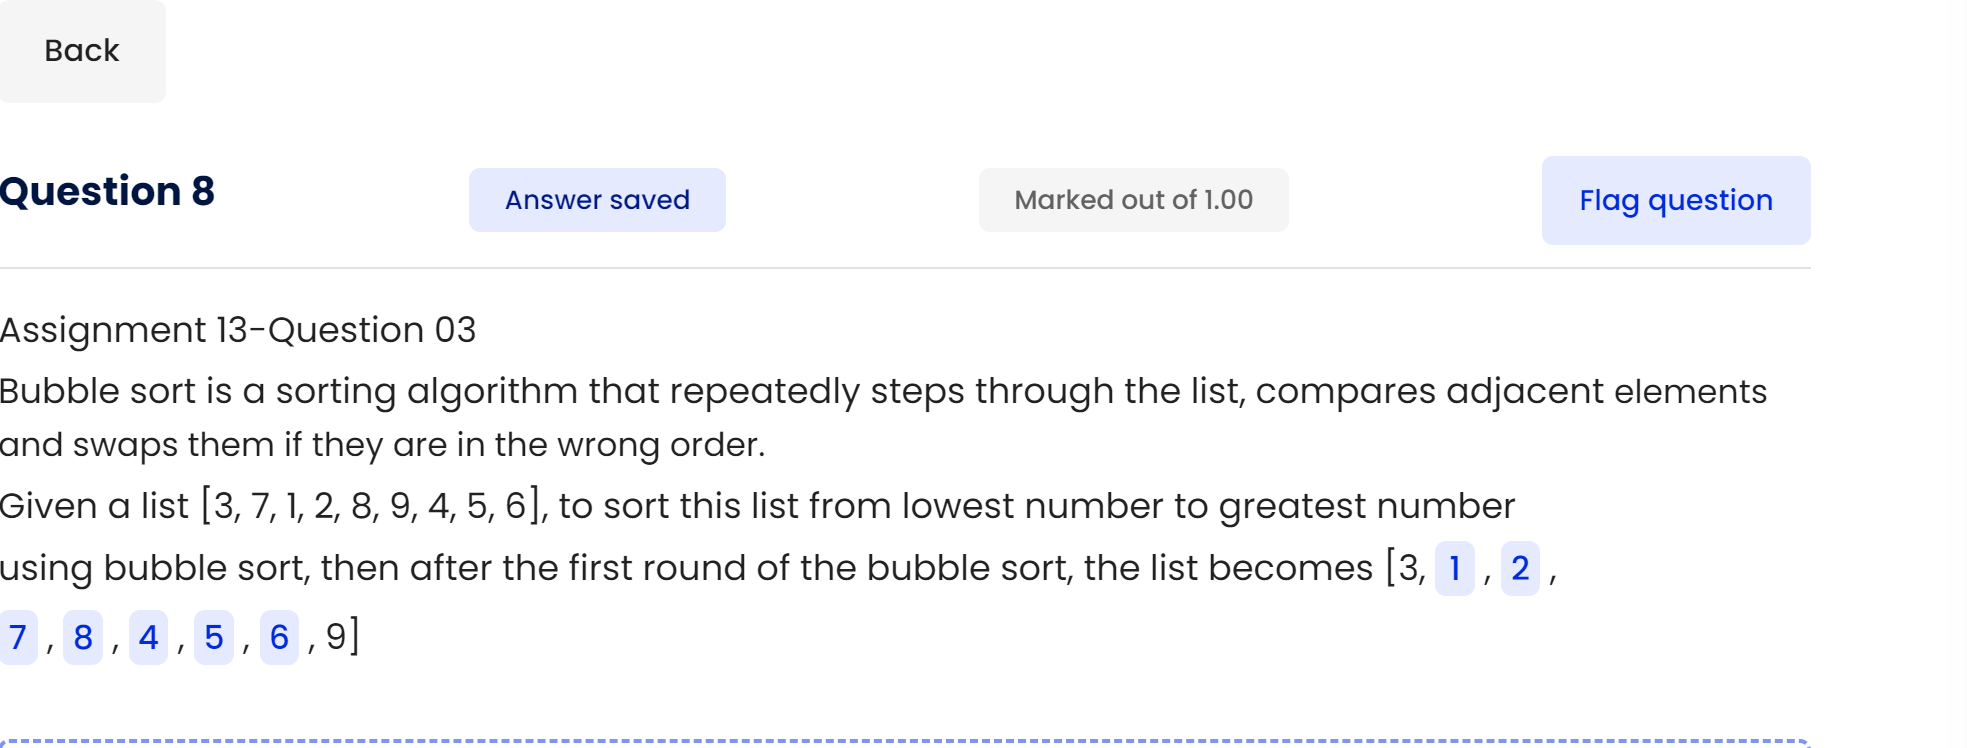 Back
Question 8
Answer saved
Marked out of 1.00
Flag question
Assignment 13-Question 03
Bubble sort is a sorting algorithm that repeatedly steps through the list, compares adjacent elements
and swaps them if they are in the wrong order.
Given a list [3, 7, 1, 2, 8, 9, 4, 5, 6], to sort this list from lowest number to greatest number
using bubble sort, then after the first round of the bubble sort, the list becomes [3, 1 , 2 ,
7 , 8 , 4 , 5 , 6 , 9]